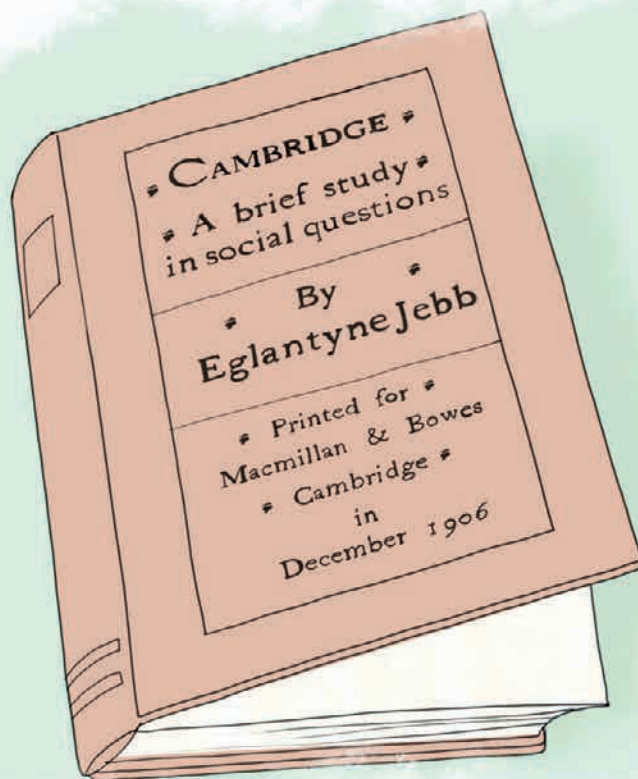 CAMBRIDGE
A brief study
in social questions
By
Eglantyne Jebb
Printed for
Macmillan & Bowes
Cambridge
in
December 1906